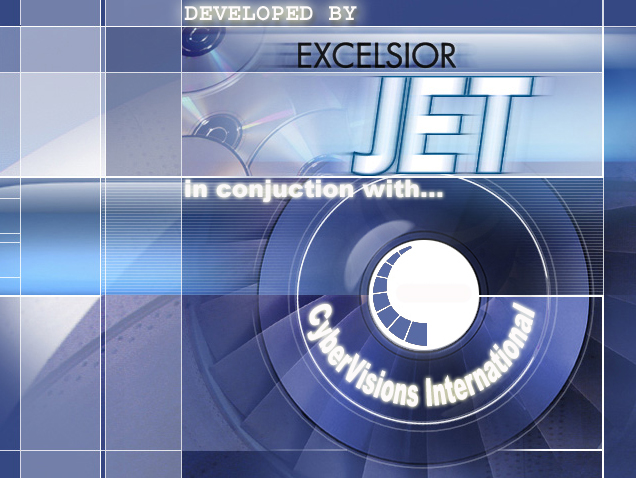 DEVELOPED BY
EXCELSIOR
JET
in conjuction with...
CyberVisions International